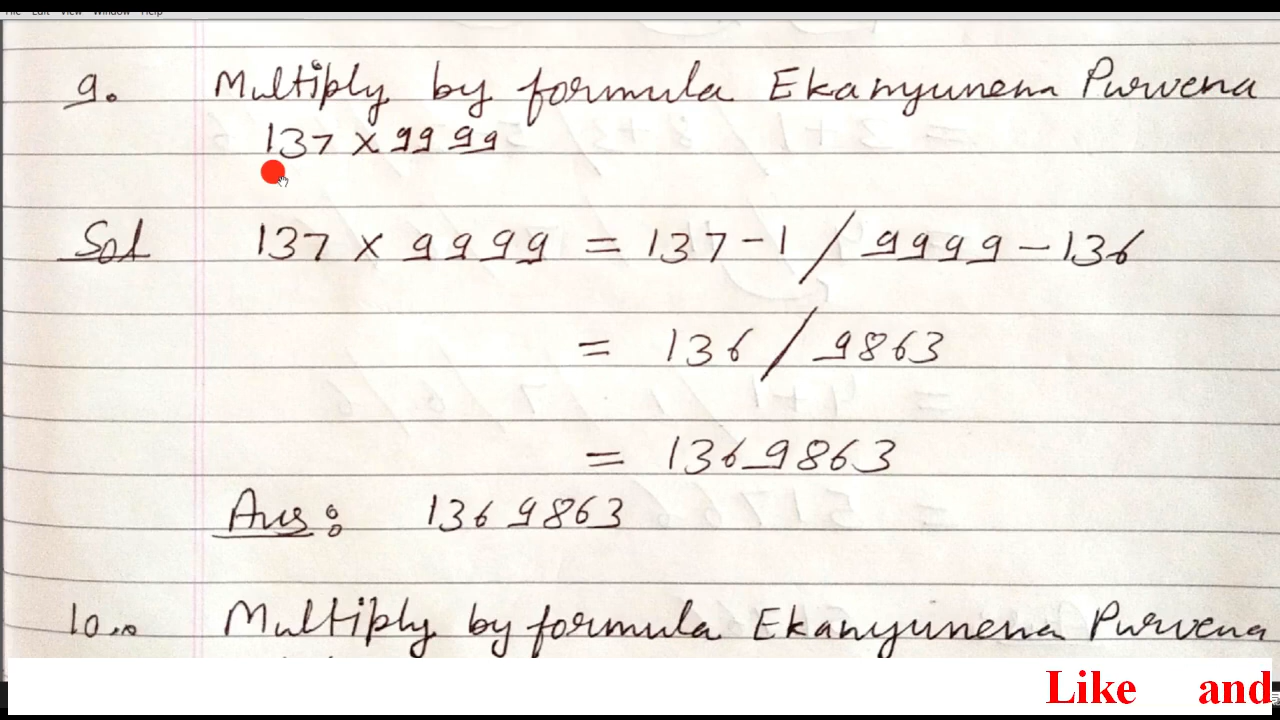 9. Multiply by formula Ekanyunena Purvena
137 × 9999
Sol 137 × 9999 = 137 - 1 / 9999 - 136
= 136 / 9863
= 1369863
Ans: 1369863
10. Multiply by formula Ekanyunena Purvena
Like and